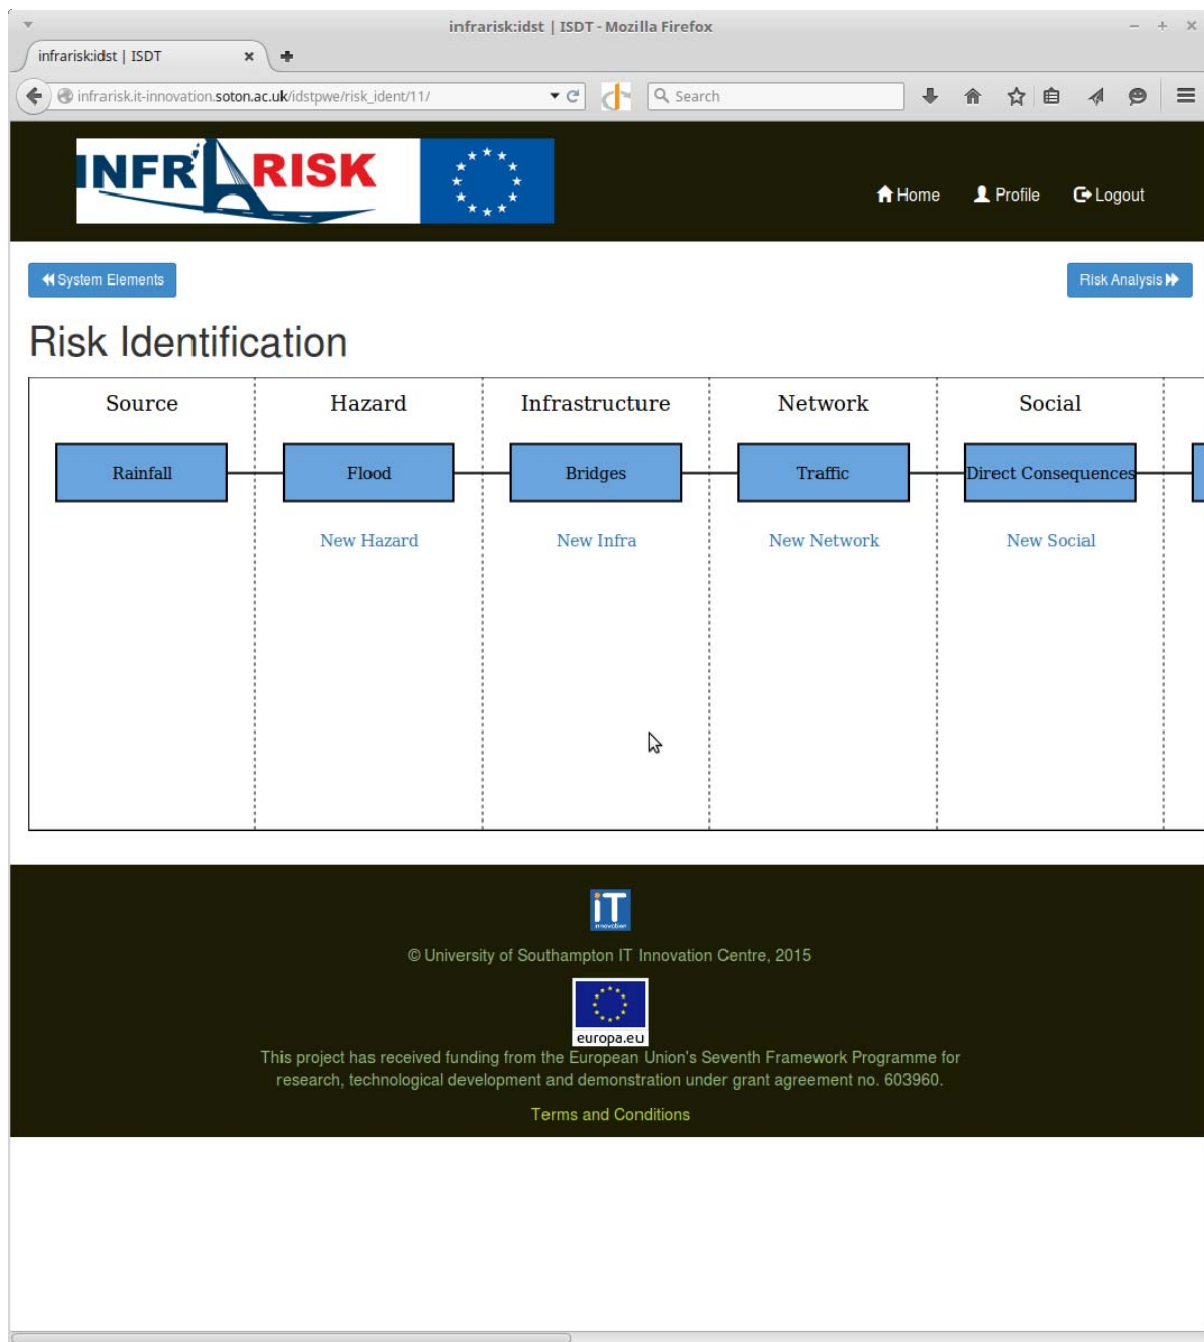 infrarisk:idst | ISDT - Mozilla Firefox
infrarisk:idst | ISDT
infrarisk.it-innovation.soton.ac.uk/idstpwe/risk_ident/11/
Search
INFRARISK
Home Profile Logout
System Elements
Risk Analysis
Risk Identification
Source Hazard Infrastructure Network Social
Rainfall Flood Bridges Traffic Direct Consequences
New Hazard New Infra New Network New Social
iT
innovation
© University of Southampton IT Innovation Centre, 2015
europa.eu
This project has received funding from the European Union's Seventh Framework Programme for
research, technological development and demonstration under grant agreement no. 603960.
Terms and Conditions